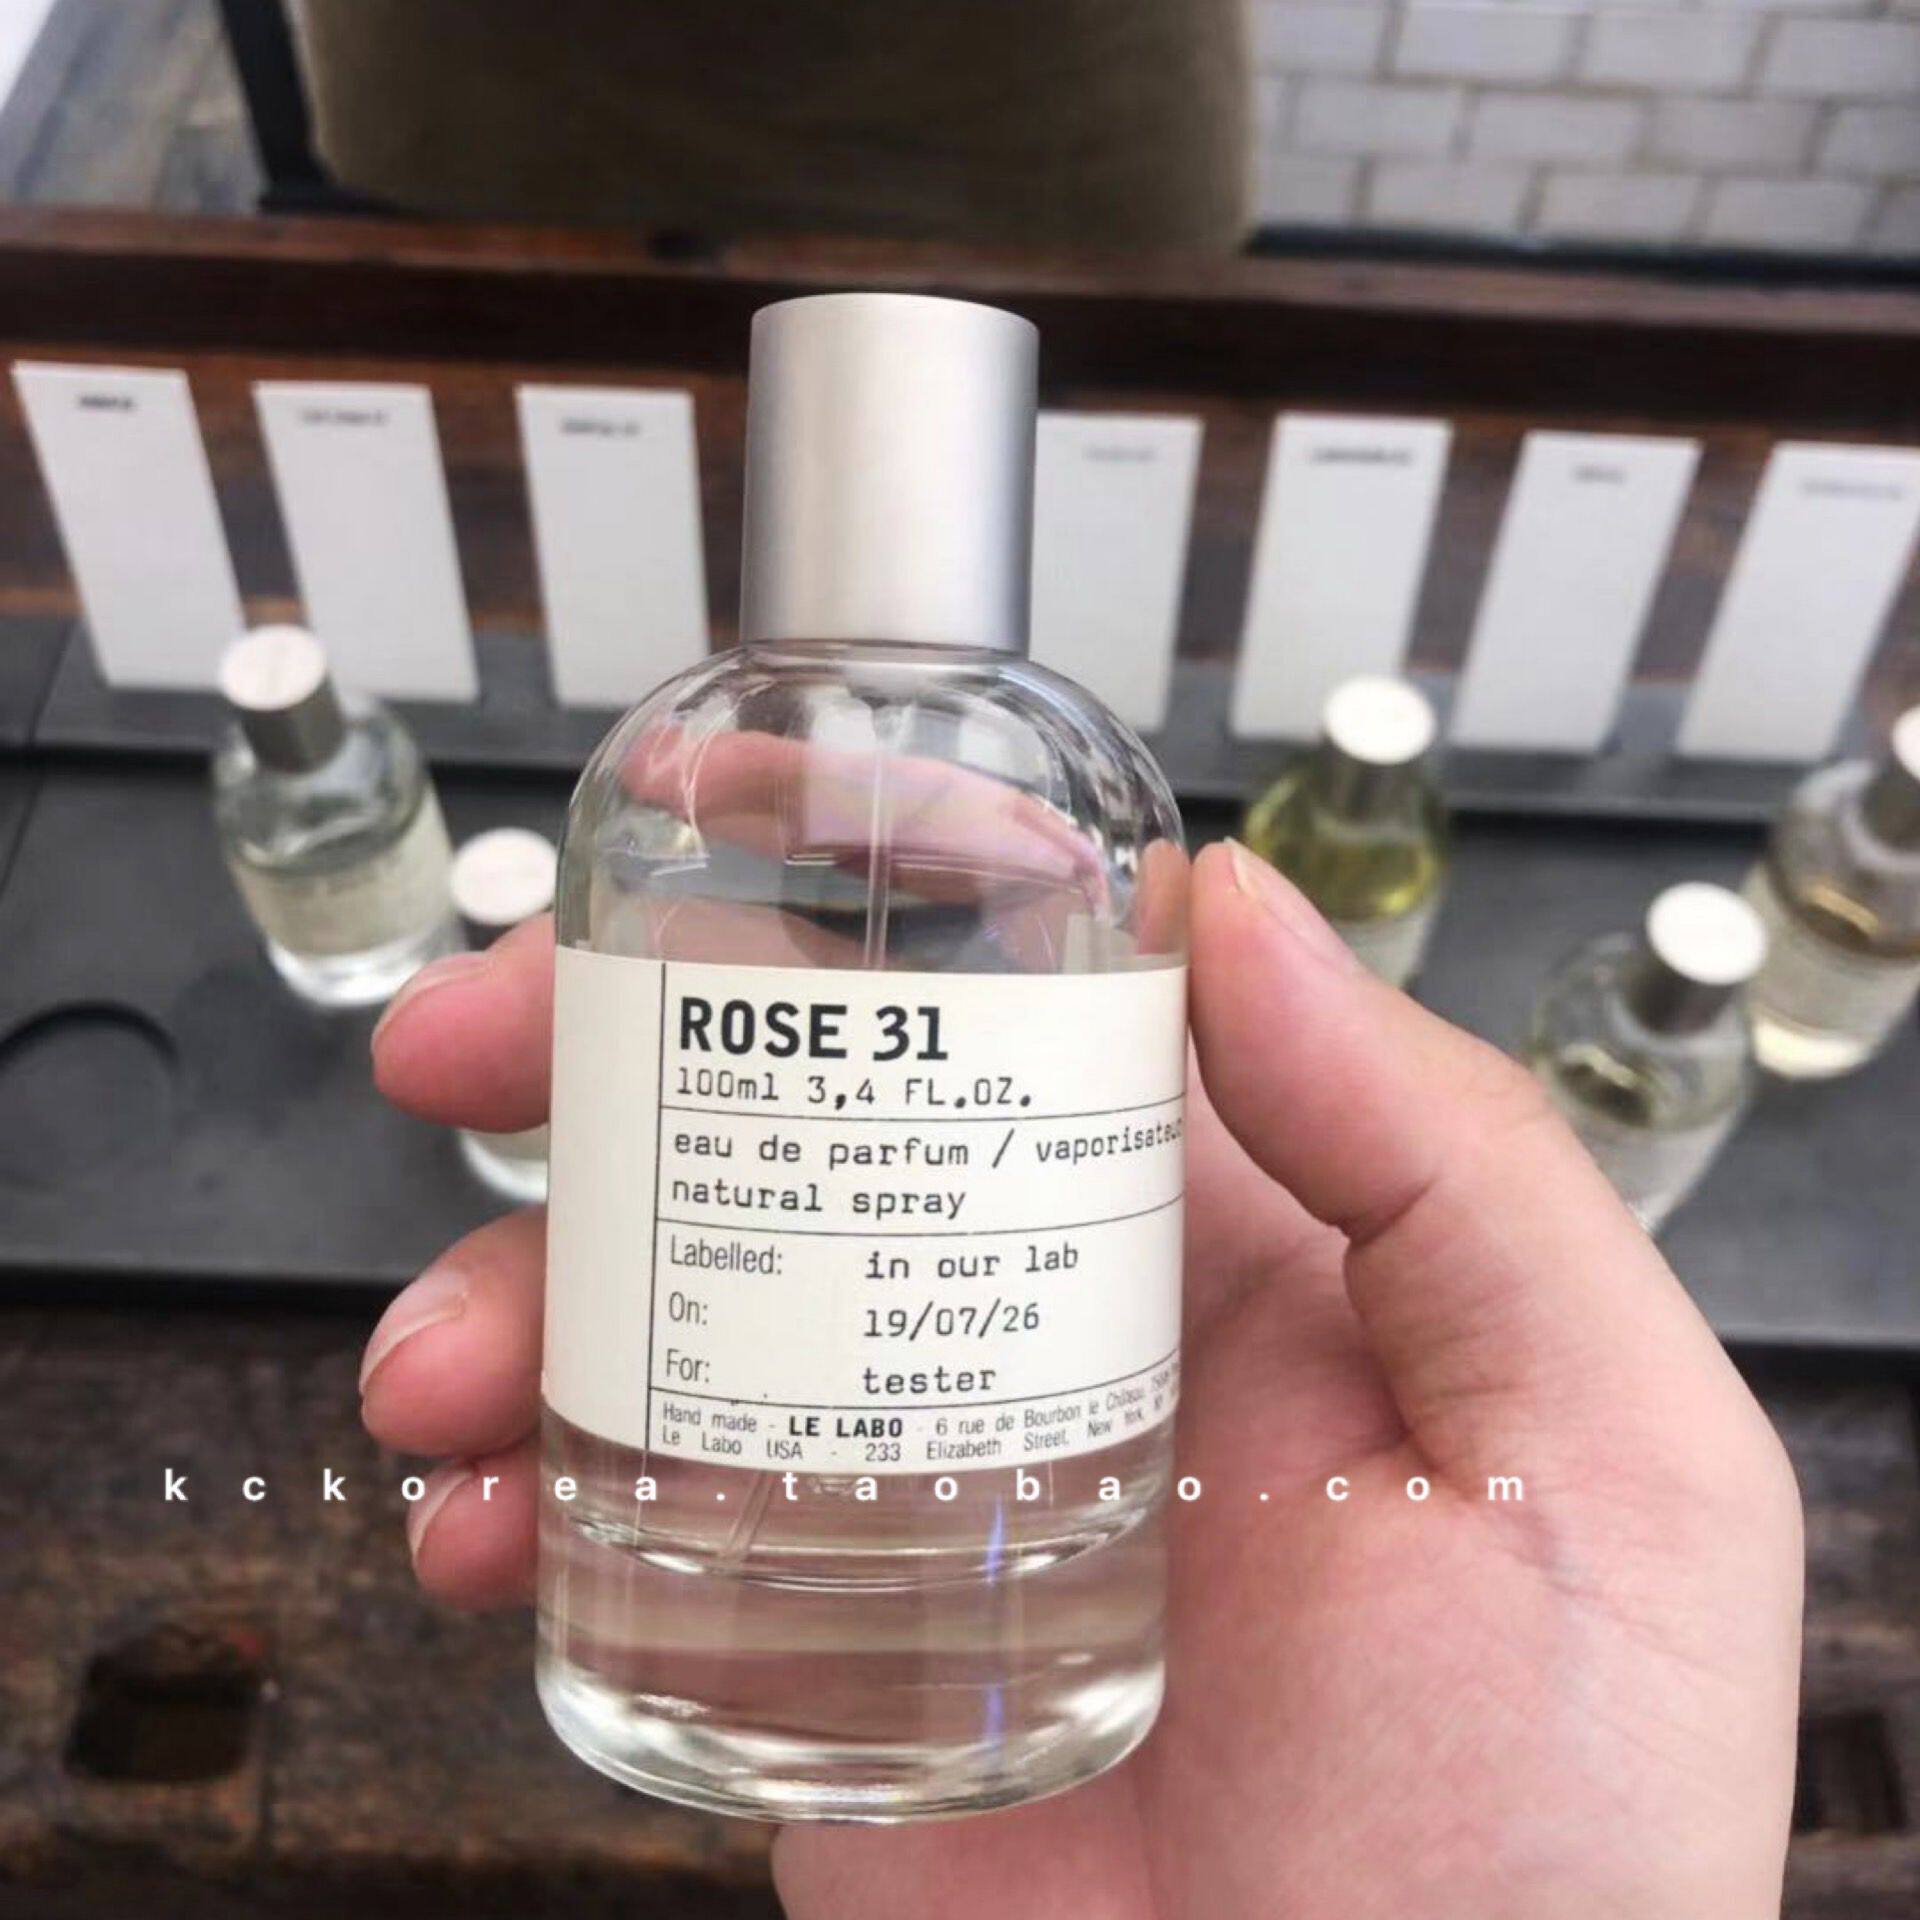 ROSE 31
100ml 3,4 FL.OZ.
eau de parfum / vaporisateur
natural spray
Labelled: in our lab
On: 19/07/26
For: tester
Hand made - LE LABO - 6 rue de Bourbon le Château,
Le Labo USA - 233 Elizabeth Street, New York,
kckorea.taobao.com